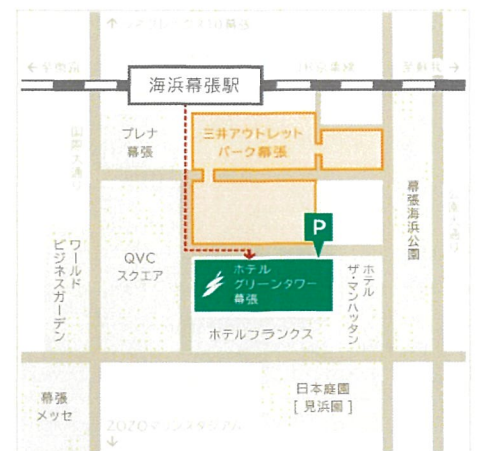 海浜幕張駅
プレナ
幕張
三井アウトレット
パーク幕張
P
幕張海浜公園
ワールド
ビジネスガーデン
QVC
スクエア
ホテル
グリーンタワー
幕張
ホテル
ザ・マンハッタン
ホテルフランクス
幕張
メッセ
日本庭園
[ 見浜園 ]